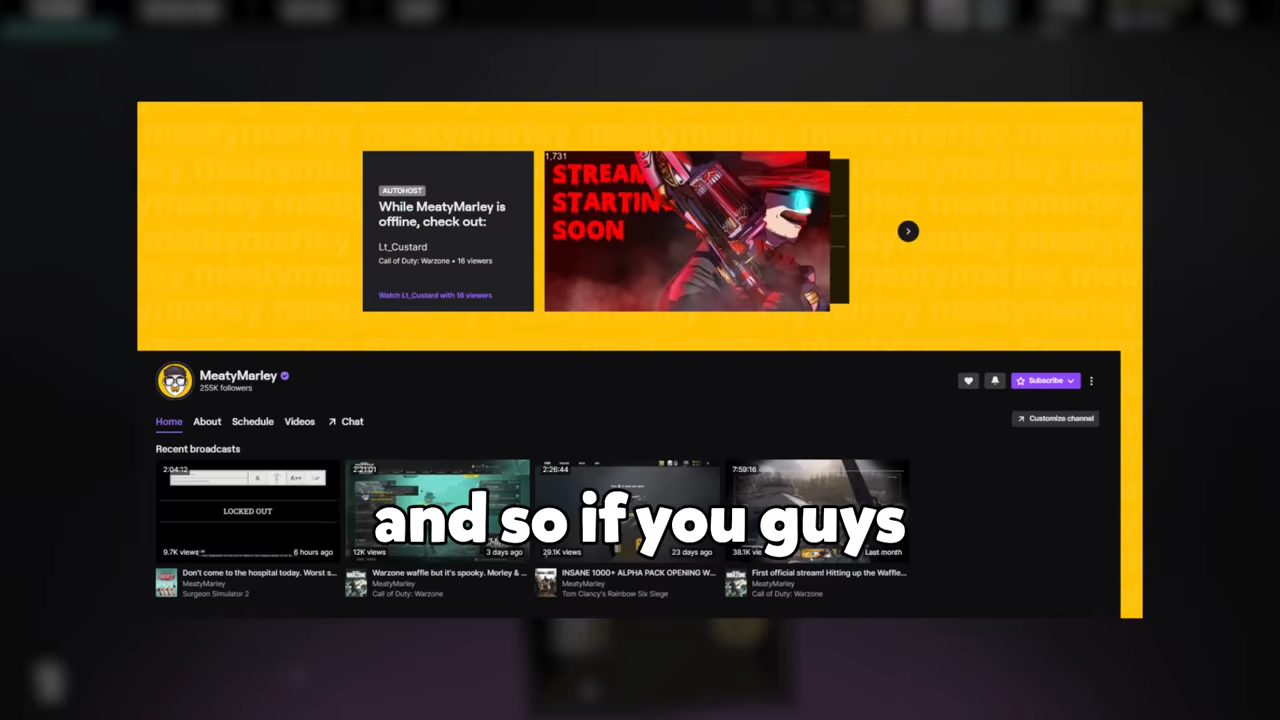 1,731
STREAM
STARTING
SOON
AUTOHOST
While MeatyMarley is
offline, check out:
Lt_Custard
Call of Duty: Warzone • 16 viewers
Watch Lt_Custard with 16 viewers
MeatyMarley
255K followers
Subscribe
Home About Schedule Videos Chat
Customize channel
Recent broadcasts
2:04:12
2:21:01
2:26:44
7:59:16
A A++
LOCKED OUT
and so if you guys
9.7K views 6 hours ago
12K views 3 days ago
29.1K views 23 days ago
38.1K Last month
Don't come to the hospital today. Worst s...
MeatyMarley
Surgeon Simulator 2
Warzone waffle but it's spooky. Morley & ...
MeatyMarley
Call of Duty: Warzone
INSANE 1000+ ALPHA PACK OPENING W...
MeatyMarley
Tom Clancy's Rainbow Six Siege
First official stream! Hitting up the Waffle...
MeatyMarley
Call of Duty: Warzone